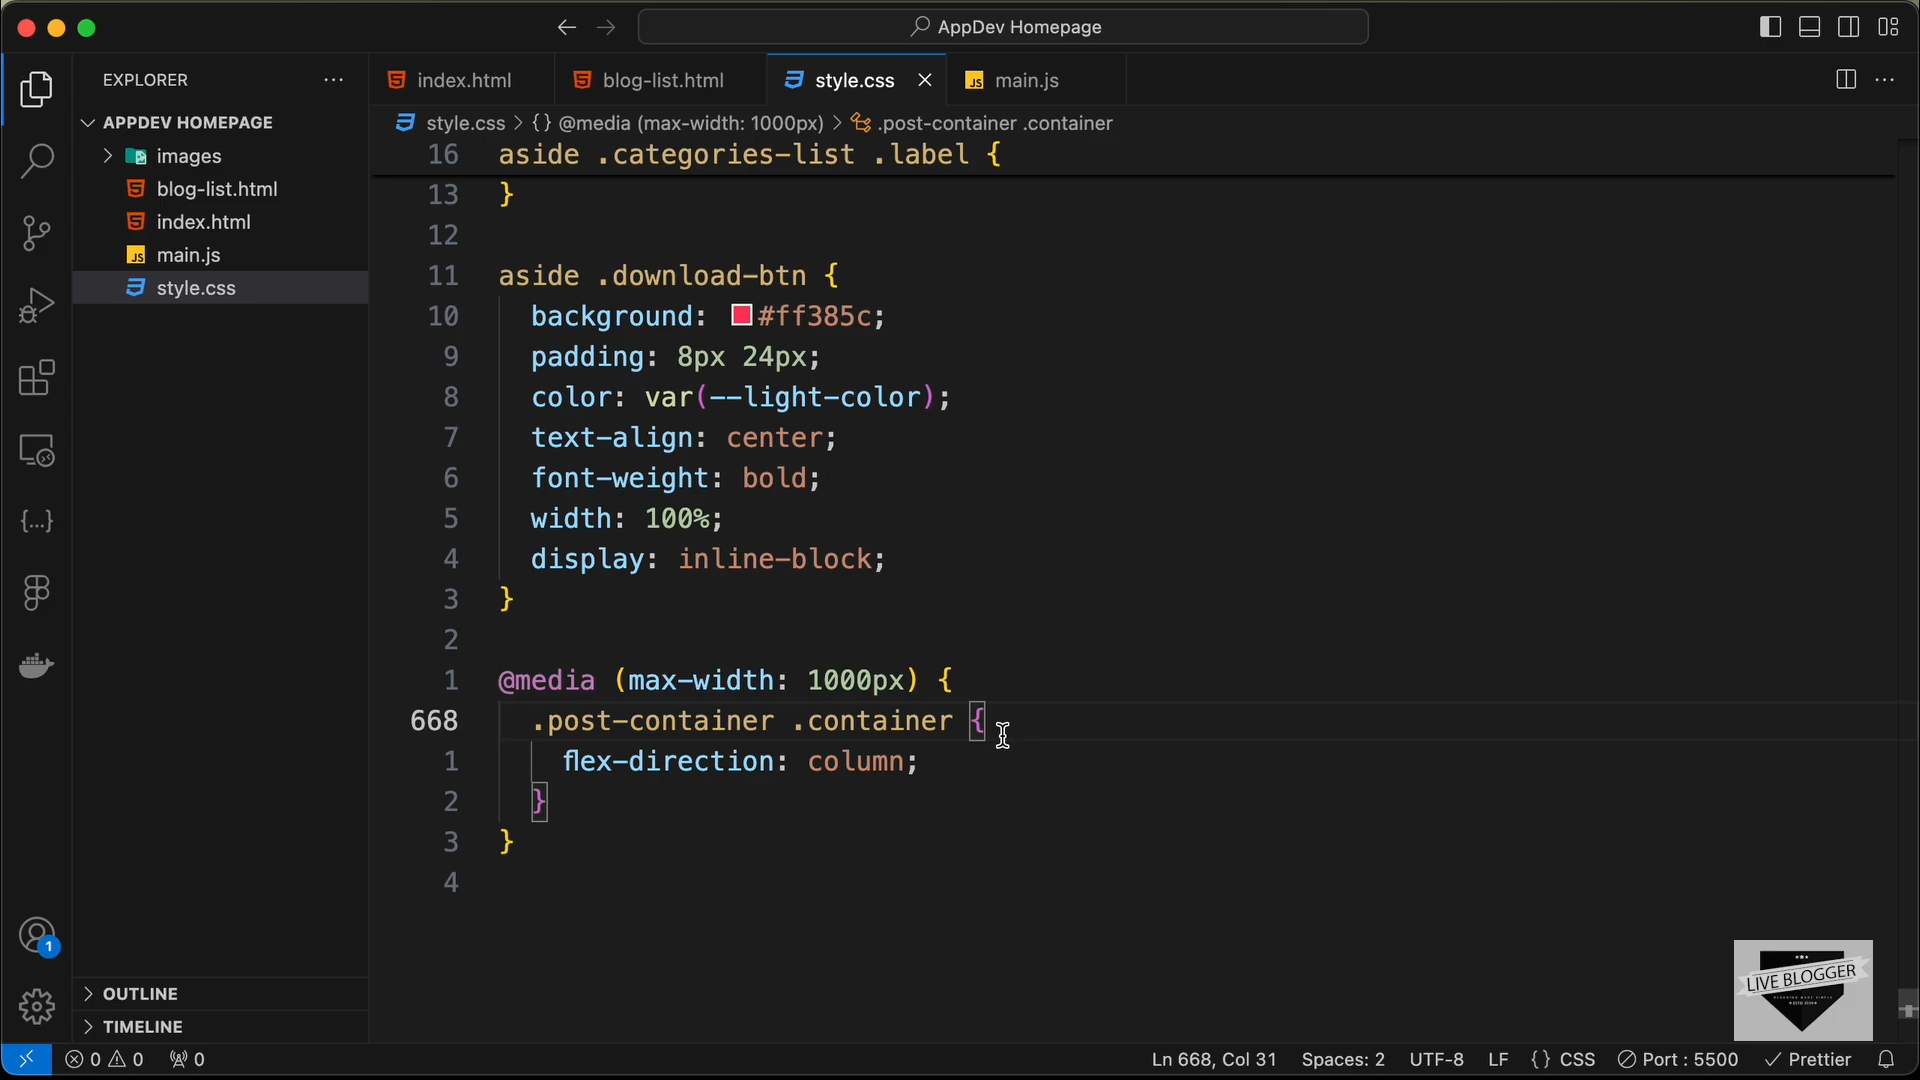 AppDev Homepage
EXPLORER
APPDEV HOMEPAGE
images
blog-list.html
index.html
main.js
style.css
OUTLINE
TIMELINE
index.html
blog-list.html
style.css
main.js
style.css > {} @media (max-width: 1000px) > .post-container .container
16 aside .categories-list .label {
13 }
12
11 aside .download-btn {
10 background: #ff385c;
9 padding: 8px 24px;
8 color: var(--light-color);
7 text-align: center;
6 font-weight: bold;
5 width: 100%;
4 display: inline-block;
3 }
2
1 @media (max-width: 1000px) {
668 .post-container .container {
1 flex-direction: column;
2 }
3 }
4
1
LIVE BLOGGER
0 0 0 Ln 668, Col 31 Spaces: 2 UTF-8 LF {} CSS Port : 5500 Prettier